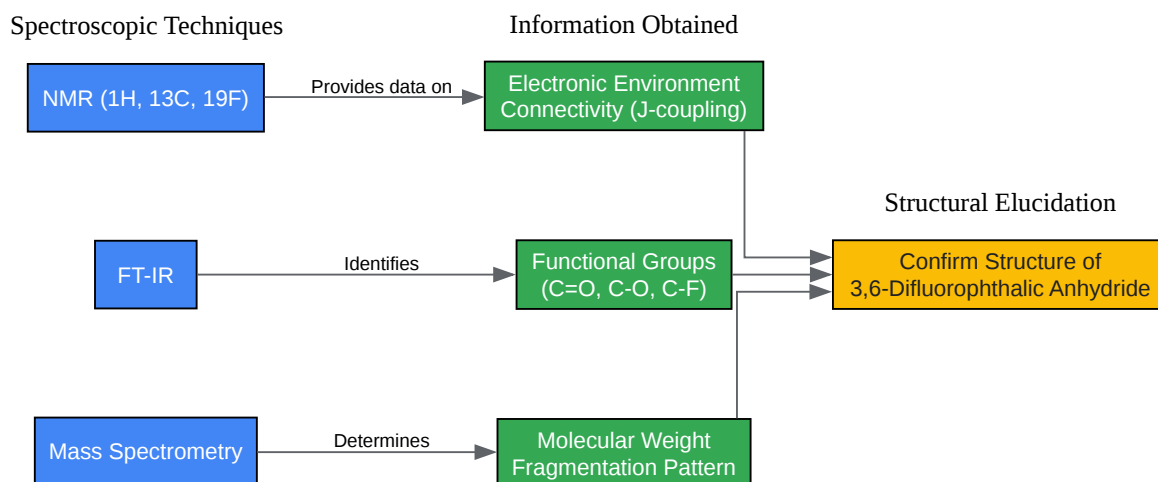 Spectroscopic Techniques
Information Obtained
NMR (1H, 13C, 19F)
Provides data on
Electronic Environment
Connectivity (J-coupling)
Structural Elucidation
FT-IR
Identifies
Functional Groups
(C=O, C-O, C-F)
Confirm Structure of
3,6-Difluorophthalic Anhydride
Mass Spectrometry
Determines
Molecular Weight
Fragmentation Pattern